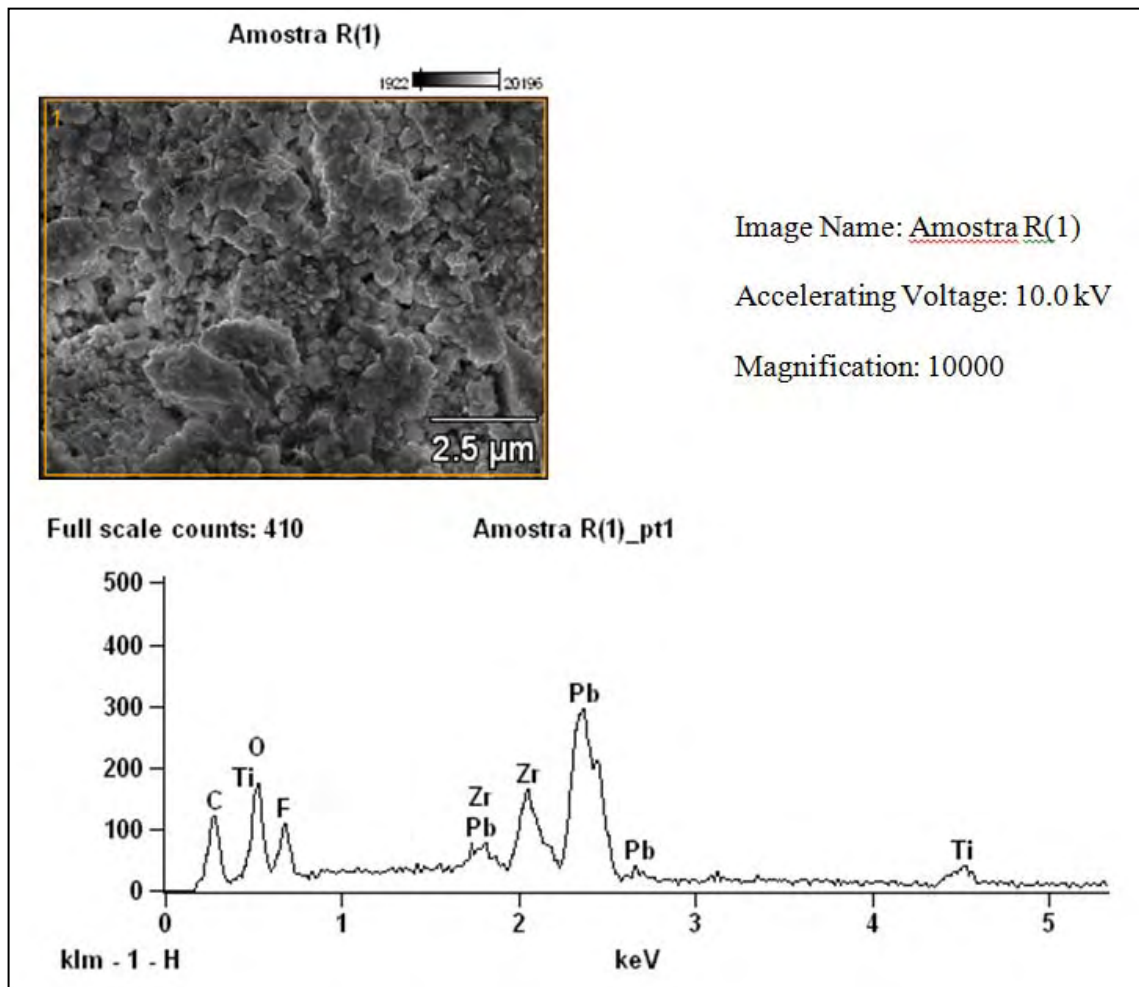 Amostra R(1)
1922 20196
1
2.5 µm
Image Name: Amostra R(1)
Accelerating Voltage: 10.0 kV
Magnification: 10000
Full scale counts: 410
Amostra R(1)_pt1
500
400
300
200
100
0
C
Ti
O
F
Zr
Pb
Zr
Pb
Pb
Ti
0 1 2 3 4 5
klm - 1 - H
keV